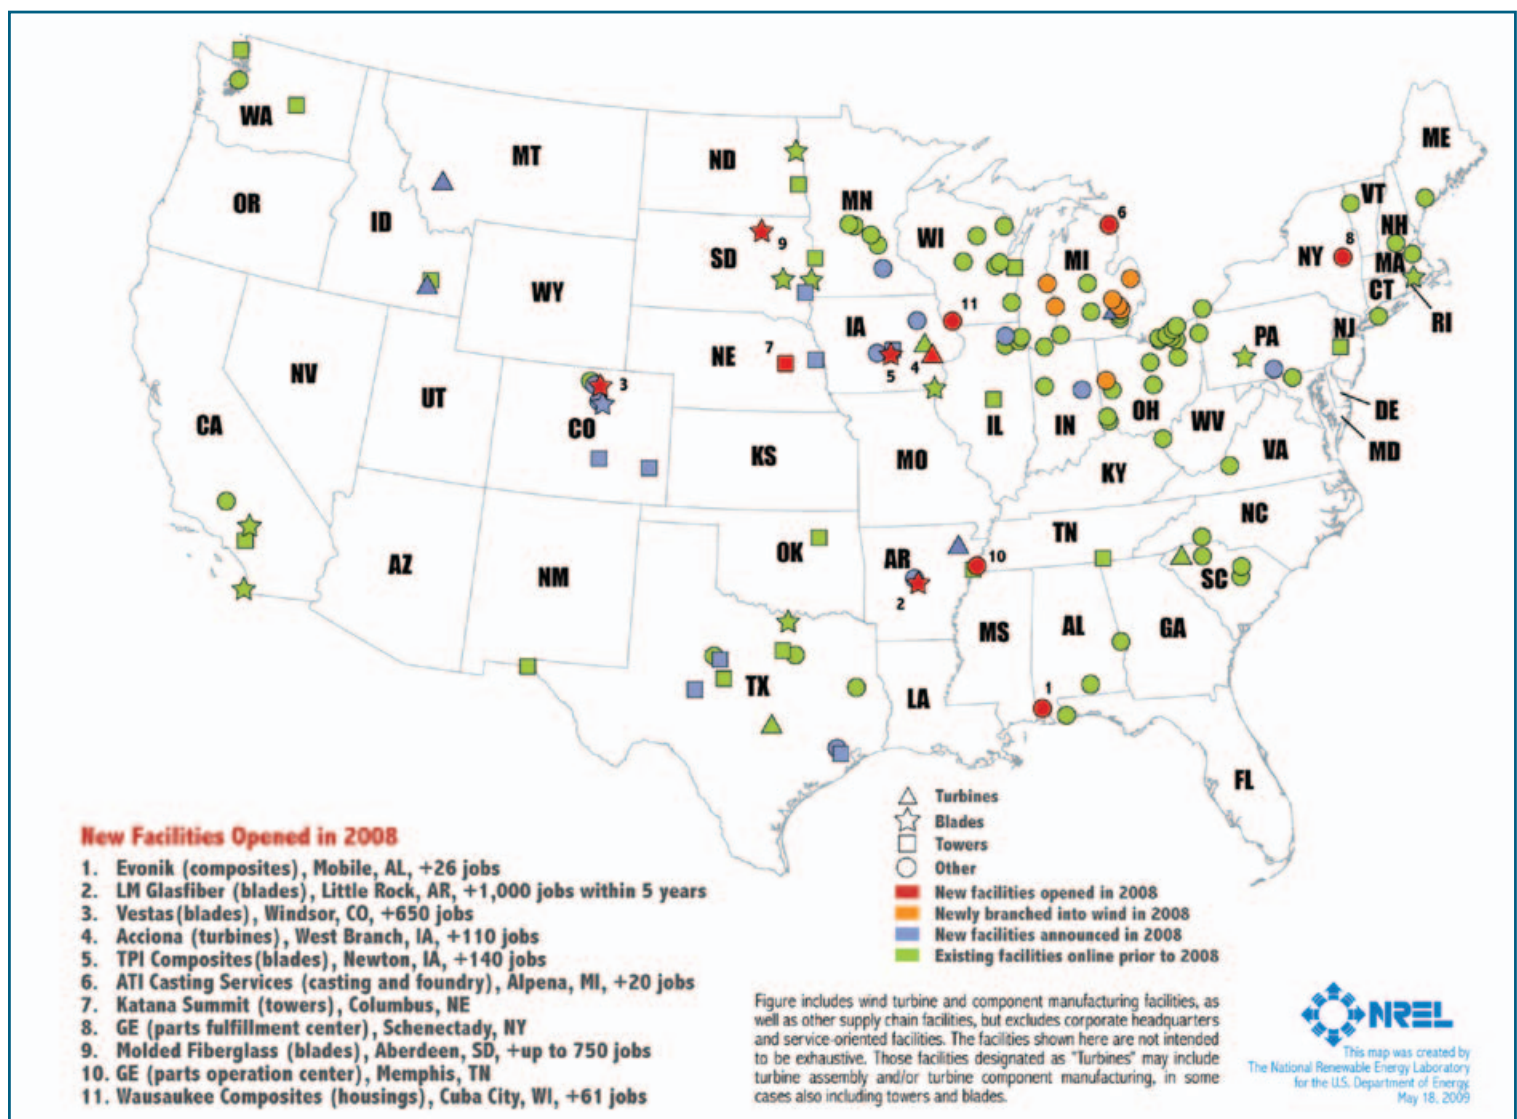 WA
MT
ND
MN
ME
VT
NH
OR
ID
SD
WI
MI
NY
MA
CT
RI
WY
NE
IA
PA
NJ
NV
UT
CO
CA
KS
MO
IL
IN
OH
WV
VA
DE
MD
KY
AZ
NM
OK
AR
TN
NC
SC
TX
LA
MS
AL
GA
FL
6
8
9
11
7
5
4
3
10
2
1
New Facilities Opened in 2008
1. Evonik (composites), Mobile, AL, +26 jobs
2. LM Glasfiber (blades), Little Rock, AR, +1,000 jobs within 5 years
3. Vestas (blades), Windsor, CO, +650 jobs
4. Acciona (turbines), West Branch, IA, +110 jobs
5. TPI Composites (blades), Newton, IA, +140 jobs
6. ATI Casting Services (casting and foundry), Alpena, MI, +20 jobs
7. Katana Summit (towers), Columbus, NE
8. GE (parts fulfillment center), Schenectady, NY
9. Molded Fiberglass (blades), Aberdeen, SD, +up to 750 jobs
10. GE (parts operation center), Memphis, TN
11. Wausaukee Composites (housings), Cuba City, WI, +61 jobs
Turbines
Blades
Towers
Other
New facilities opened in 2008
Newly branched into wind in 2008
New facilities announced in 2008
Existing facilities online prior to 2008
Figure includes wind turbine and component manufacturing facilities, as
well as other supply chain facilities, but excludes corporate headquarters
and service-oriented facilities. The facilities shown here are not intended
to be exhaustive. Those facilities designated as "Turbines" may include
turbine assembly and/or turbine component manufacturing, in some
cases also including towers and blades.
NREL
This map was created by
The National Renewable Energy Laboratory
for the U.S. Department of Energy.
May 18, 2009